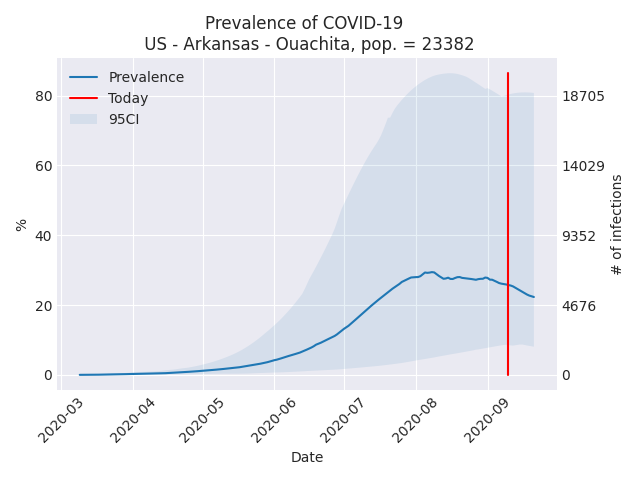 Prevalence of COVID-19
US - Arkansas - Ouachita, pop. = 23382
Prevalence
Today
95CI
80
60
40
20
0
%
18705
14029
9352
4676
0
# of infections
2020-03
2020-04
2020-05
2020-06
2020-07
2020-08
2020-09
Date